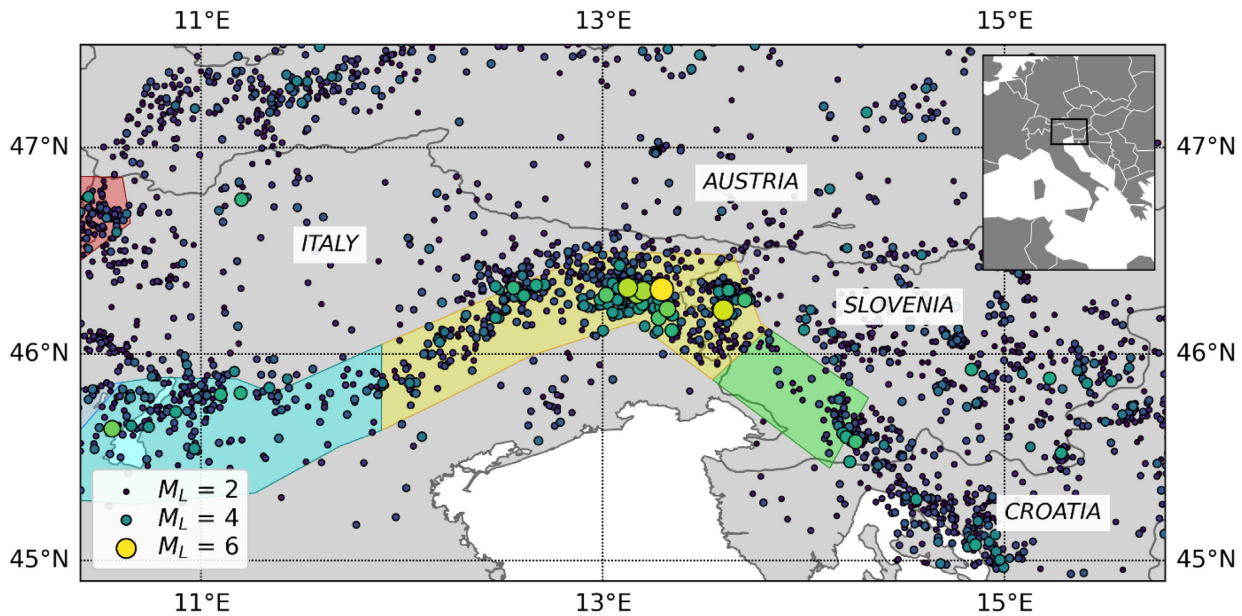 11°E 13°E 15°E
47°N 47°N
AUSTRIA
ITALY
SLOVENIA
46°N 46°N
M_L = 2
M_L = 4
CROATIA
M_L = 6
45°N 45°N
11°E 13°E 15°E